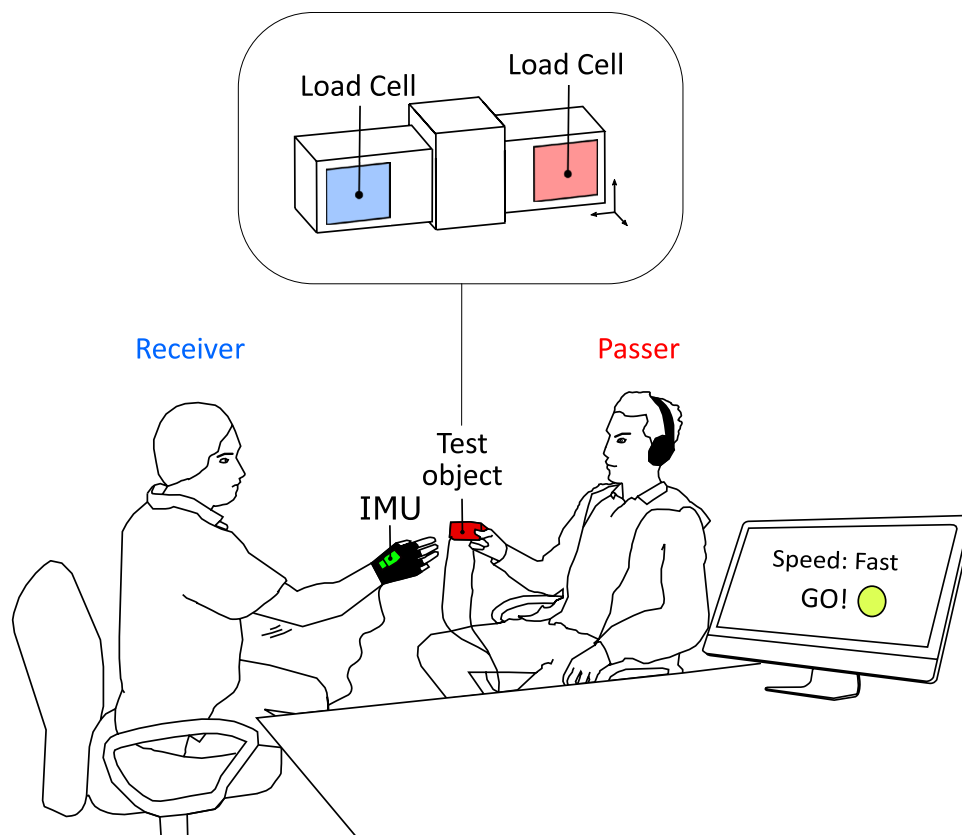 Load Cell
Load Cell
Receiver
Passer
Test
object
IMU
Speed: Fast
GO!